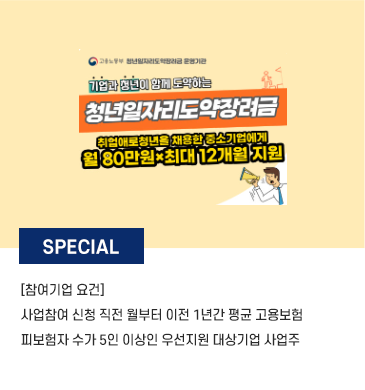 고용노동부 청년일자리도약장려금 운영기관
기업과 청년이 함께 도약하는
청년일자리도약장려금
취업애로청년을 채용한 중소기업에게
월 80만원×최대 12개월 지원
SPECIAL
[참여기업 요건]
사업참여 신청 직전 월부터 이전 1년간 평균 고용보험
피보험자 수가 5인 이상인 우선지원 대상기업 사업주